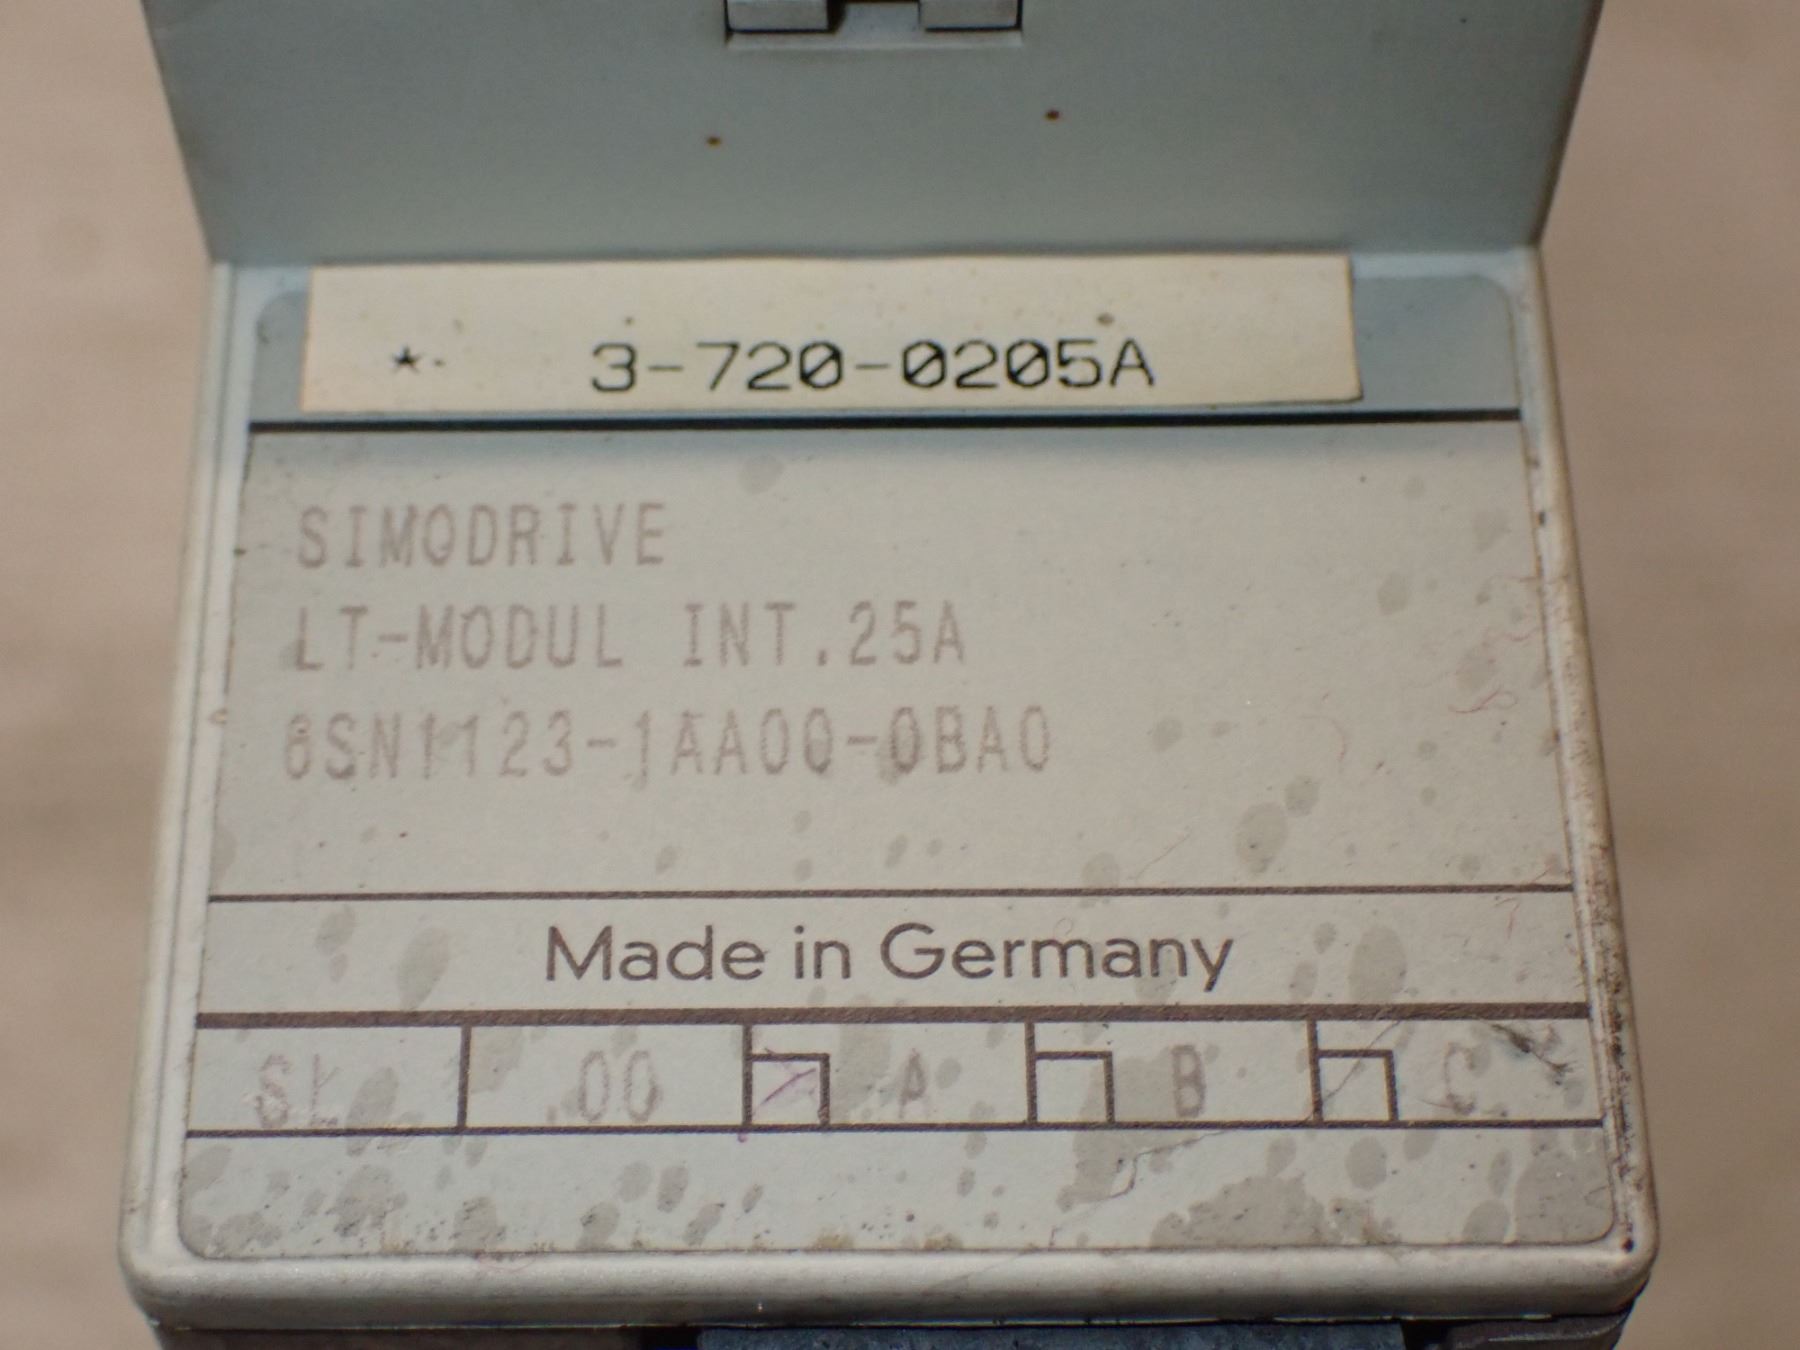 * 3-720-0205A
SIMODRIVE
LT-MODUL INT.25A
6SN1123-1AA00-0BA0
Made in Germany
SL 00 A B C